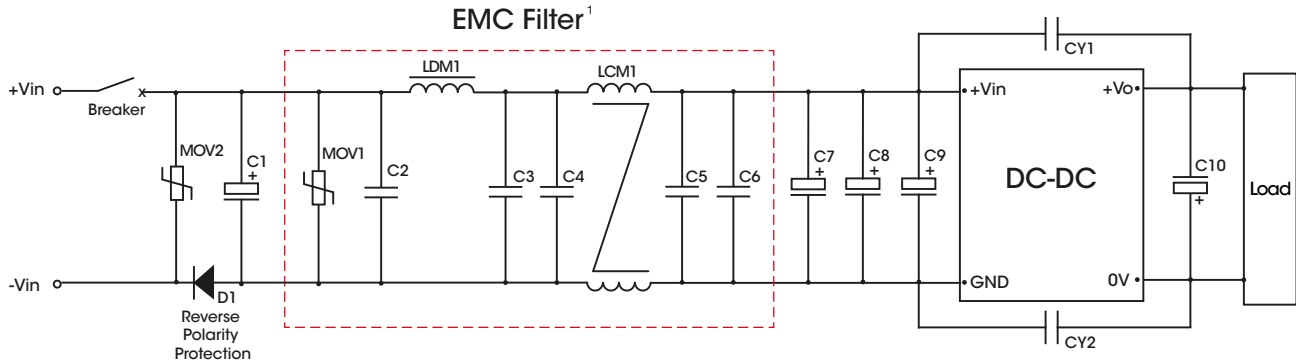 EMC Filter¹
CY1
LDM1
LCM1
+Vin
Breaker
x
+Vin
+Vo
MOV2
C1
+
MOV1
C2
C3
C4
C5
C6
C7
+
C8
+
C9
+
DC-DC
C10
+
Load
-Vin
D1
Reverse
Polarity
Protection
GND
0V
CY2